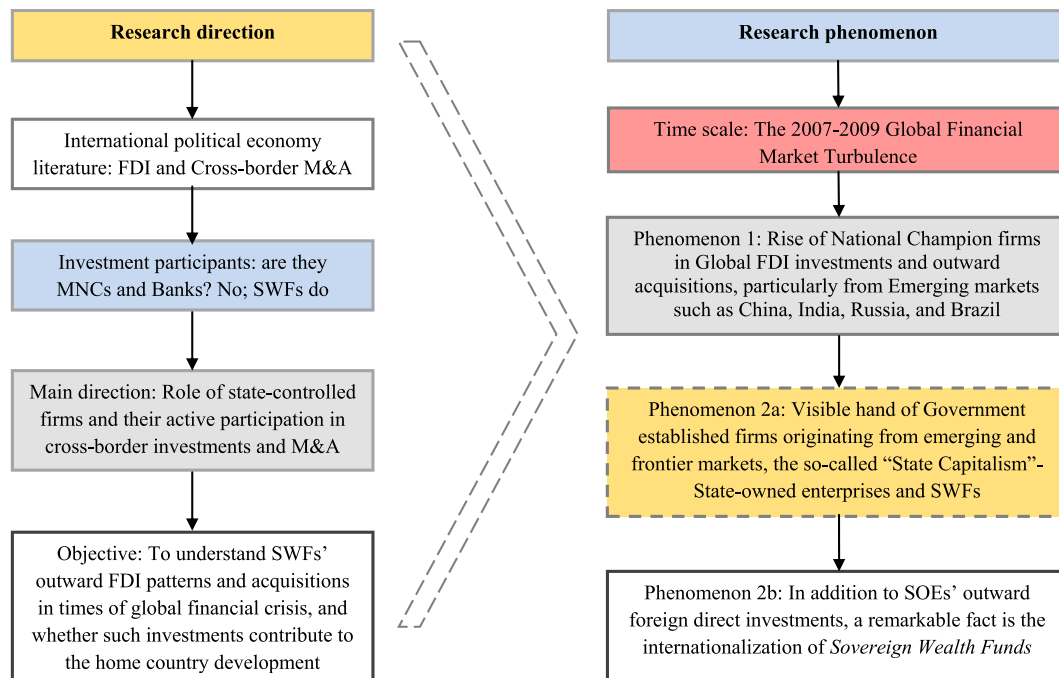 Research direction
International political economy
literature: FDI and Cross-border M&A
Investment participants: are they
MNCs and Banks? No; SWFs do
Main direction: Role of state-controlled
firms and their active participation in
cross-border investments and M&A
Objective: To understand SWFs’
outward FDI patterns and acquisitions
in times of global financial crisis, and
whether such investments contribute to
the home country development
Research phenomenon
Time scale: The 2007-2009 Global Financial
Market Turbulence
Phenomenon 1: Rise of National Champion firms
in Global FDI investments and outward
acquisitions, particularly from Emerging markets
such as China, India, Russia, and Brazil
Phenomenon 2a: Visible hand of Government
established firms originating from emerging and
frontier markets, the so-called “State Capitalism”-
State-owned enterprises and SWFs
Phenomenon 2b: In addition to SOEs’ outward
foreign direct investments, a remarkable fact is the
internationalization of Sovereign Wealth Funds